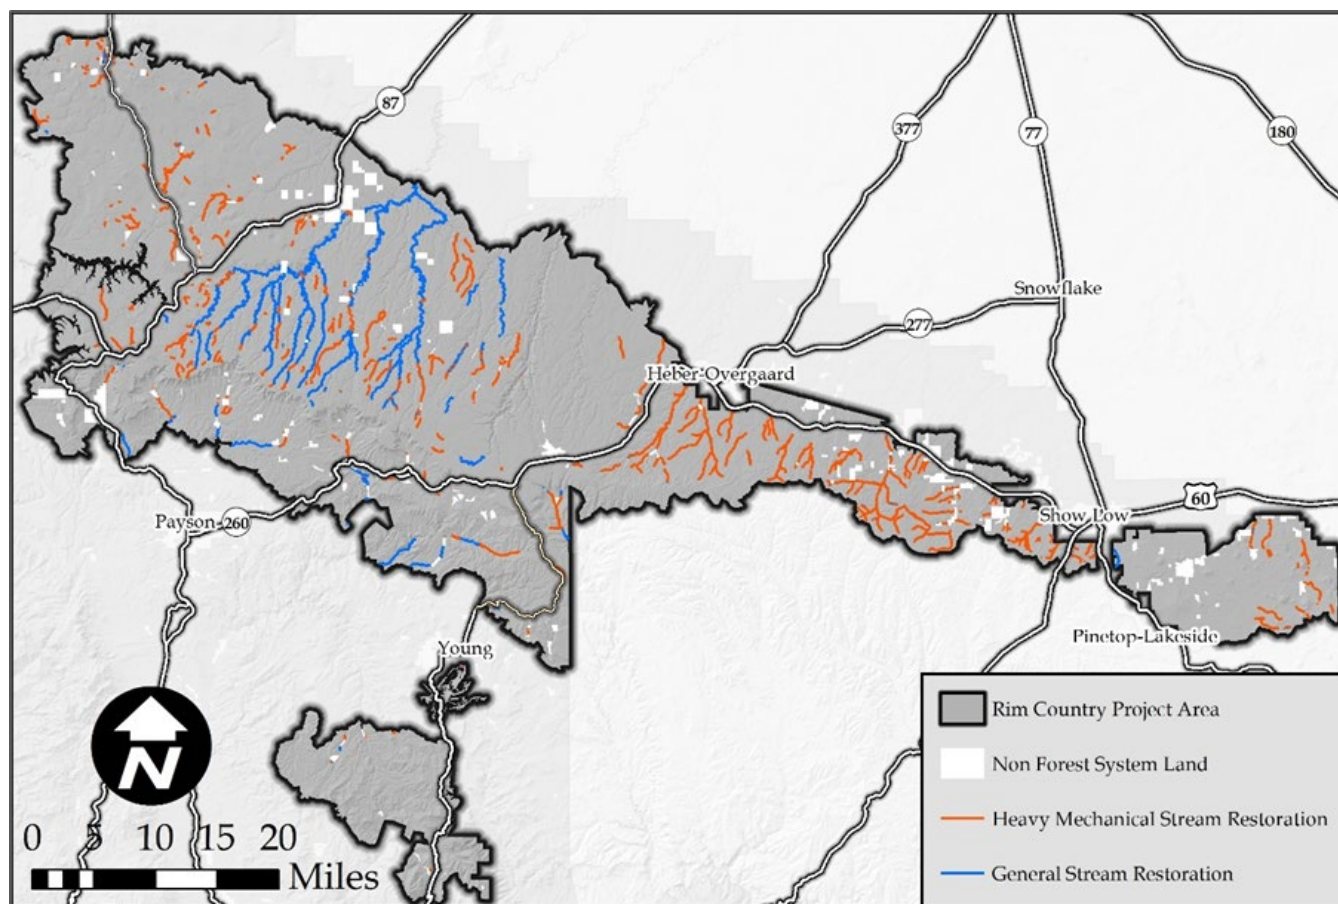 87
377
77
180
Snowflake
277
Heber-Overgaard
60
Show Low
Payson
260
Pinetop-Lakeside
Young
N
0 5 10 15 20
Miles
Rim Country Project Area
Non Forest System Land
Heavy Mechanical Stream Restoration
General Stream Restoration